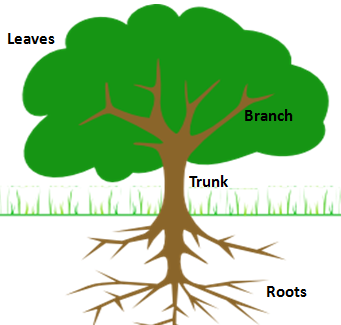 Leaves
Branch
Trunk
Roots